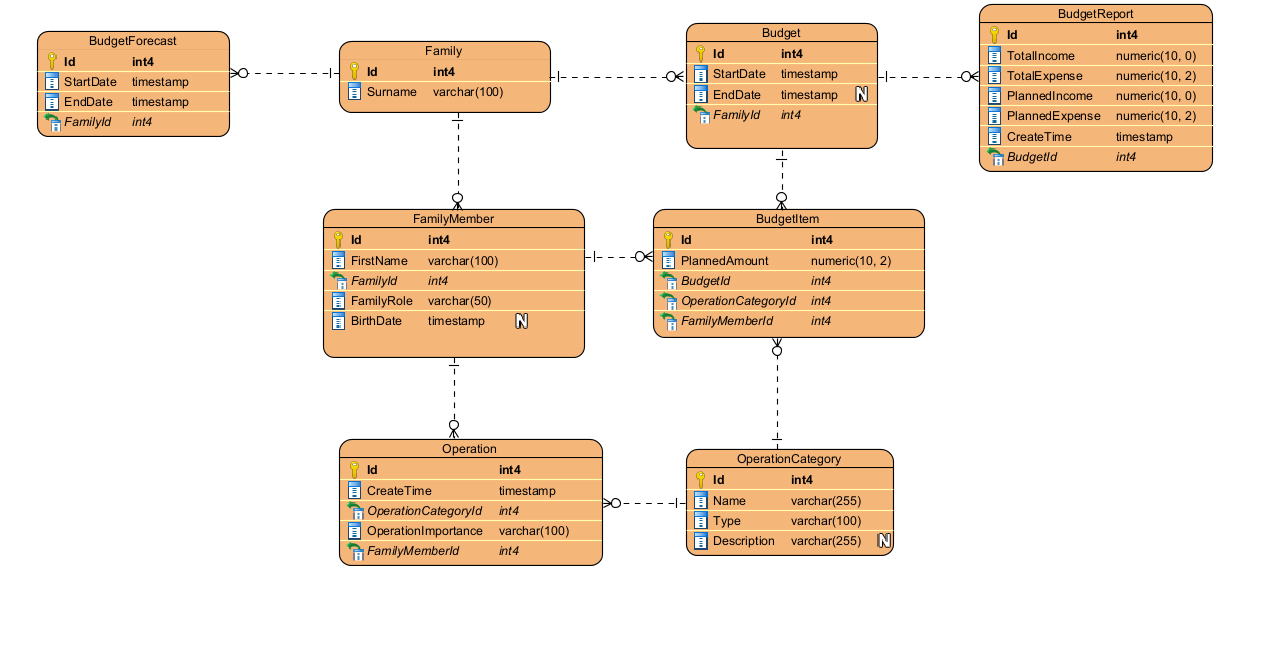 BudgetForecast
Id int4
StartDate timestamp
EndDate timestamp
FamilyId int4
Family
Id int4
Surname varchar(100)
Budget
Id int4
StartDate timestamp
EndDate timestamp N
FamilyId int4
BudgetReport
Id int4
TotalIncome numeric(10, 0)
TotalExpense numeric(10, 2)
PlannedIncome numeric(10, 0)
PlannedExpense numeric(10, 2)
CreateTime timestamp
BudgetId int4
FamilyMember
Id int4
FirstName varchar(100)
FamilyId int4
FamilyRole varchar(50)
BirthDate timestamp N
BudgetItem
Id int4
PlannedAmount numeric(10, 2)
BudgetId int4
OperationCategoryId int4
FamilyMemberId int4
Operation
Id int4
CreateTime timestamp
OperationCategoryId int4
OperationImportance varchar(100)
FamilyMemberId int4
OperationCategory
Id int4
Name varchar(255)
Type varchar(100)
Description varchar(255) N